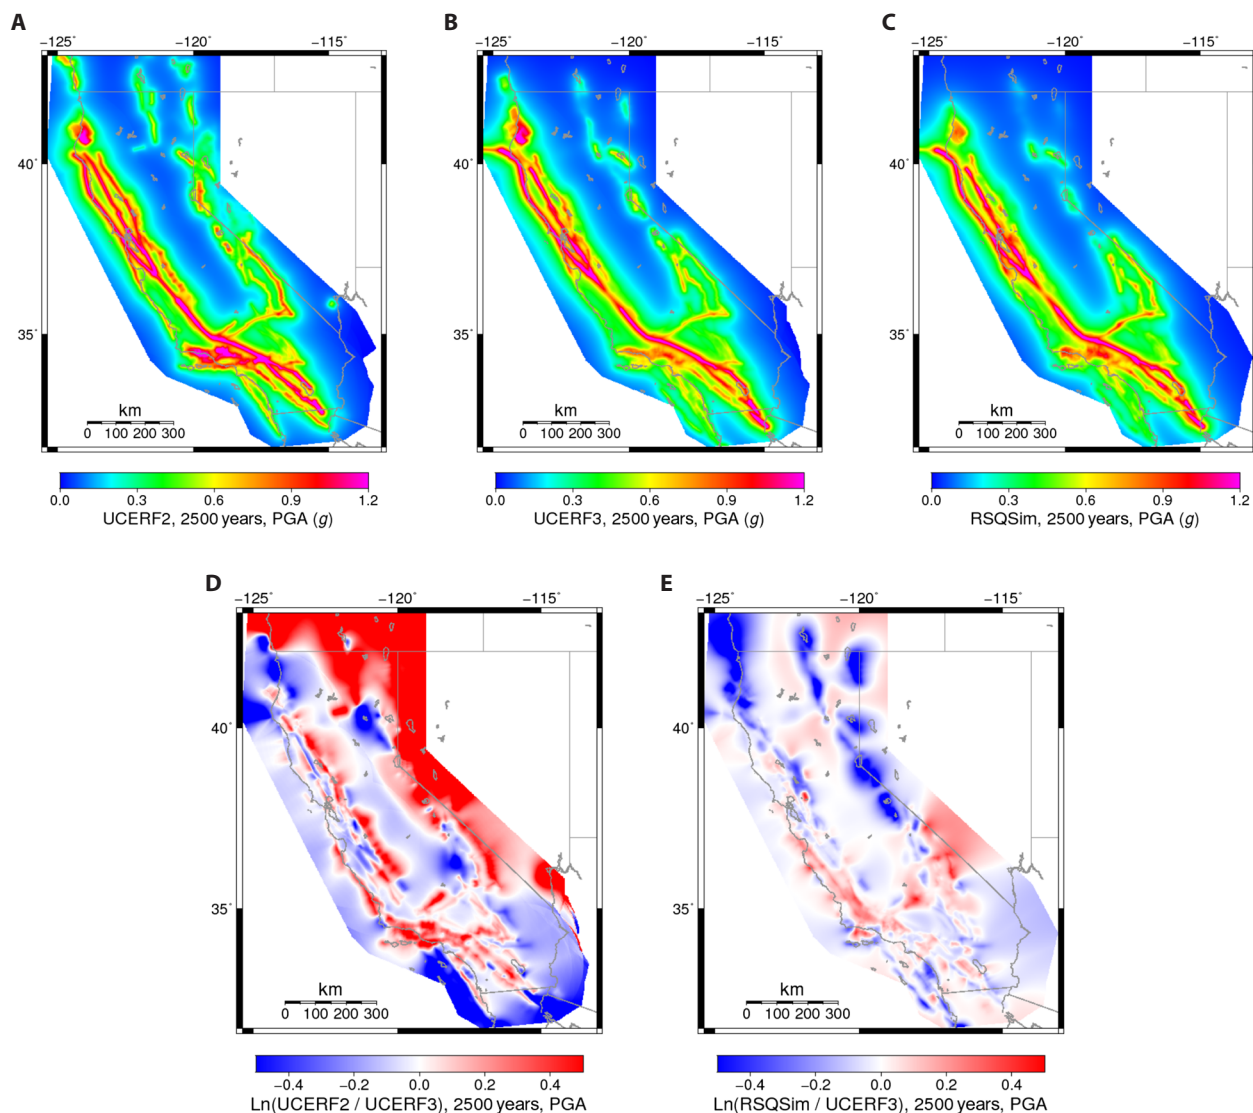 A
B
C
−125° −120° −115°
−125° −120° −115°
−125° −120° −115°
40°
35°
40°
35°
40°
35°
km
0 100 200 300
km
0 100 200 300
km
0 100 200 300
0.0 0.3 0.6 0.9 1.2
UCERF2, 2500 years, PGA (g)
0.0 0.3 0.6 0.9 1.2
UCERF3, 2500 years, PGA (g)
0.0 0.3 0.6 0.9 1.2
RSQSim, 2500 years, PGA (g)
D
E
−125° −120° −115°
−125° −120° −115°
40°
35°
40°
35°
km
0 100 200 300
km
0 100 200 300
−0.4 −0.2 0.0 0.2 0.4
Ln(UCERF2 / UCERF3), 2500 years, PGA
−0.4 −0.2 0.0 0.2 0.4
Ln(RSQSim / UCERF3), 2500 years, PGA